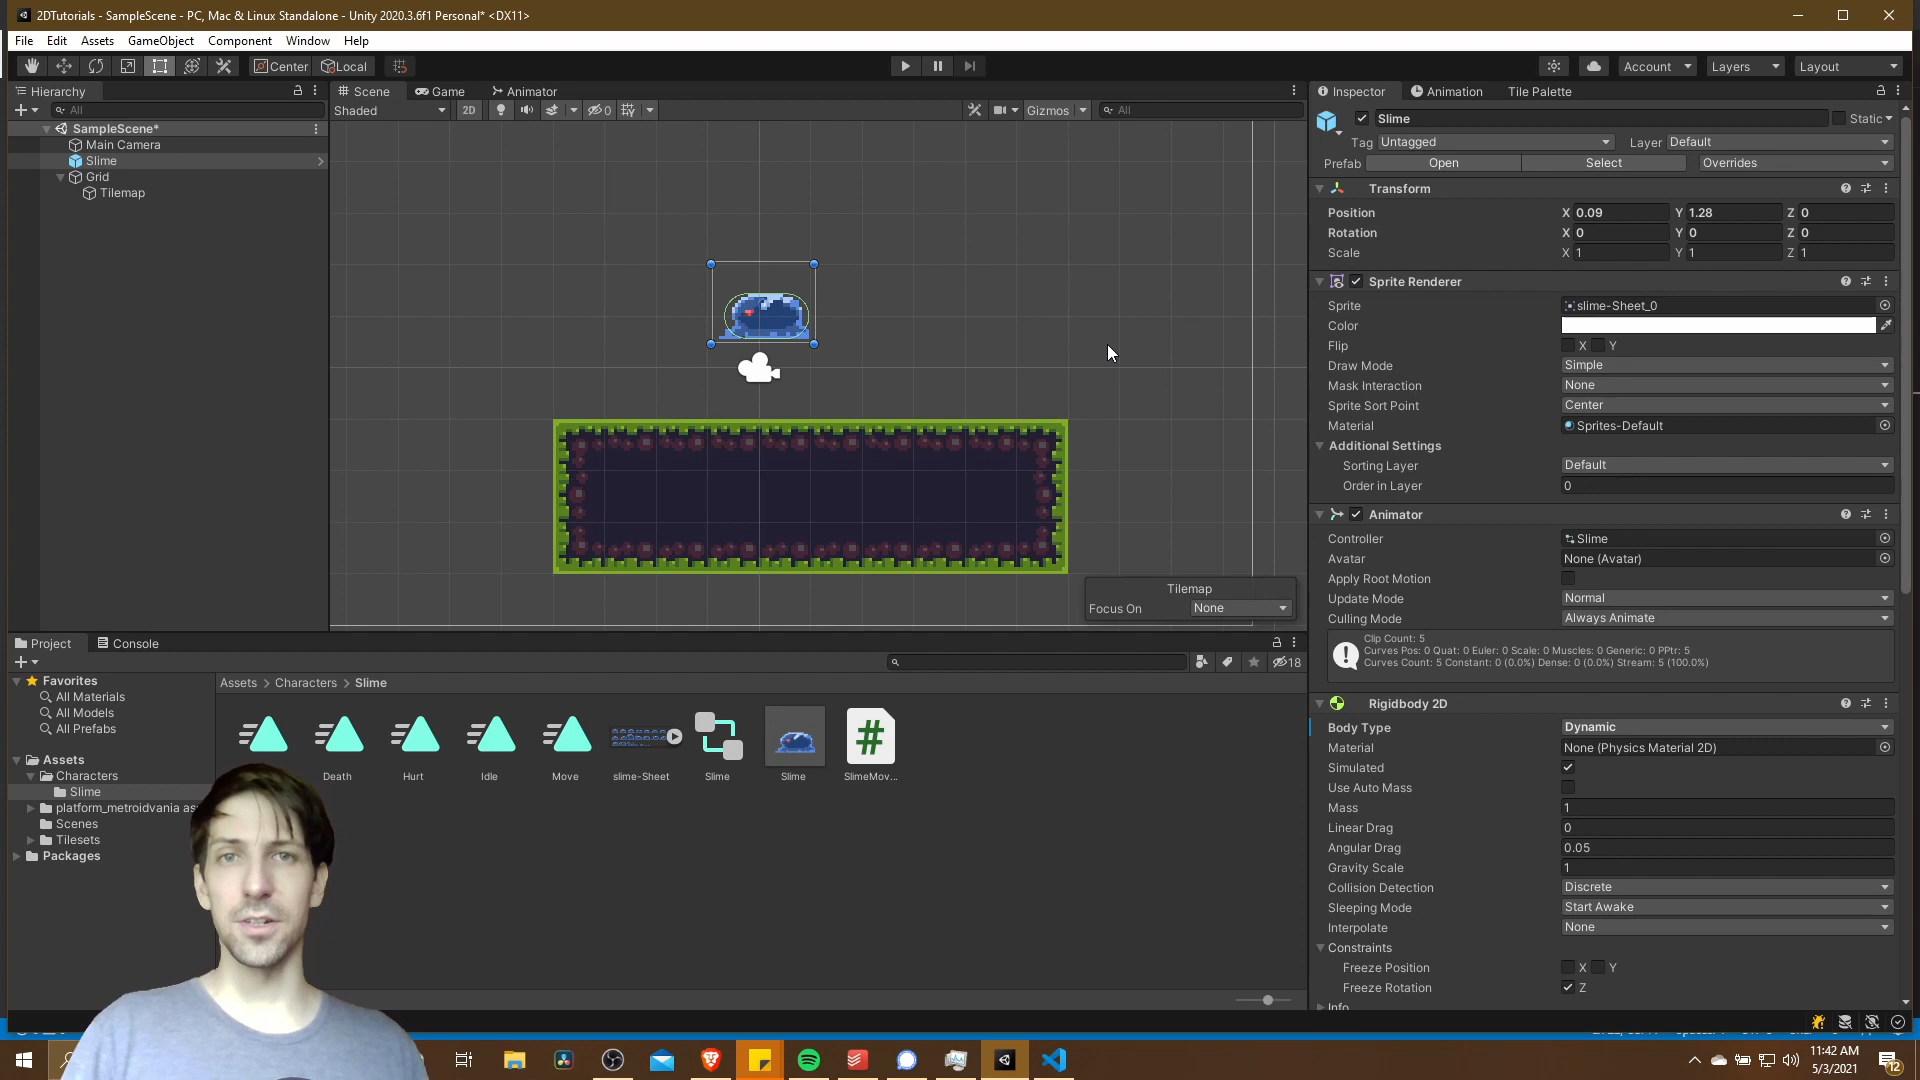 2DTutorials - SampleScene - PC, Mac & Linux Standalone - Unity 2020.3.6f1 Personal* <DX11>
File Edit Assets GameObject Component Window Help
Center Local Account Layers Layout
Hierarchy Scene Game Animator Inspector Animation Tile Palette
All Shaded 2D 0 Gizmos All
SampleScene*
Main Camera
Slime
Grid
Tilemap
Slime Static
Tag Untagged Layer Default
Prefab Open Select Overrides
Transform
Position X 0.09 Y 1.28 Z 0
Rotation X 0 Y 0 Z 0
Scale X 1 Y 1 Z 1
Sprite Renderer
Sprite slime-Sheet_0
Color
Flip X Y
Draw Mode Simple
Mask Interaction None
Sprite Sort Point Center
Material Sprites-Default
Additional Settings
Sorting Layer Default
Order in Layer 0
Animator
Controller Slime
Avatar None (Avatar)
Apply Root Motion
Update Mode Normal
Culling Mode Always Animate
Clip Count: 5
Curves Pos: 0 Quat: 0 Euler: 0 Scale: 0 Muscles: 0 Generic: 0 PPtr: 5
Curves Count: 5 Constant: 0 (0.0%) Dense: 0 (0.0%) Stream: 5 (100.0%)
Rigidbody 2D
Body Type Dynamic
Material None (Physics Material 2D)
Simulated
Use Auto Mass
Mass 1
Linear Drag 0
Angular Drag 0.05
Gravity Scale 1
Collision Detection Discrete
Sleeping Mode Start Awake
Interpolate None
Constraints
Freeze Position X Y
Freeze Rotation Z
Info
Tilemap
Focus On None
Project Console
18
Favorites
All Materials
All Models
All Prefabs
Assets
Characters
Slime
platform_metroidvania as
Scenes
Tilesets
Packages
Assets > Characters > Slime
Death Hurt Idle Move slime-Sheet Slime Slime SlimeMov...
#
11:42 AM
5/3/2021
12